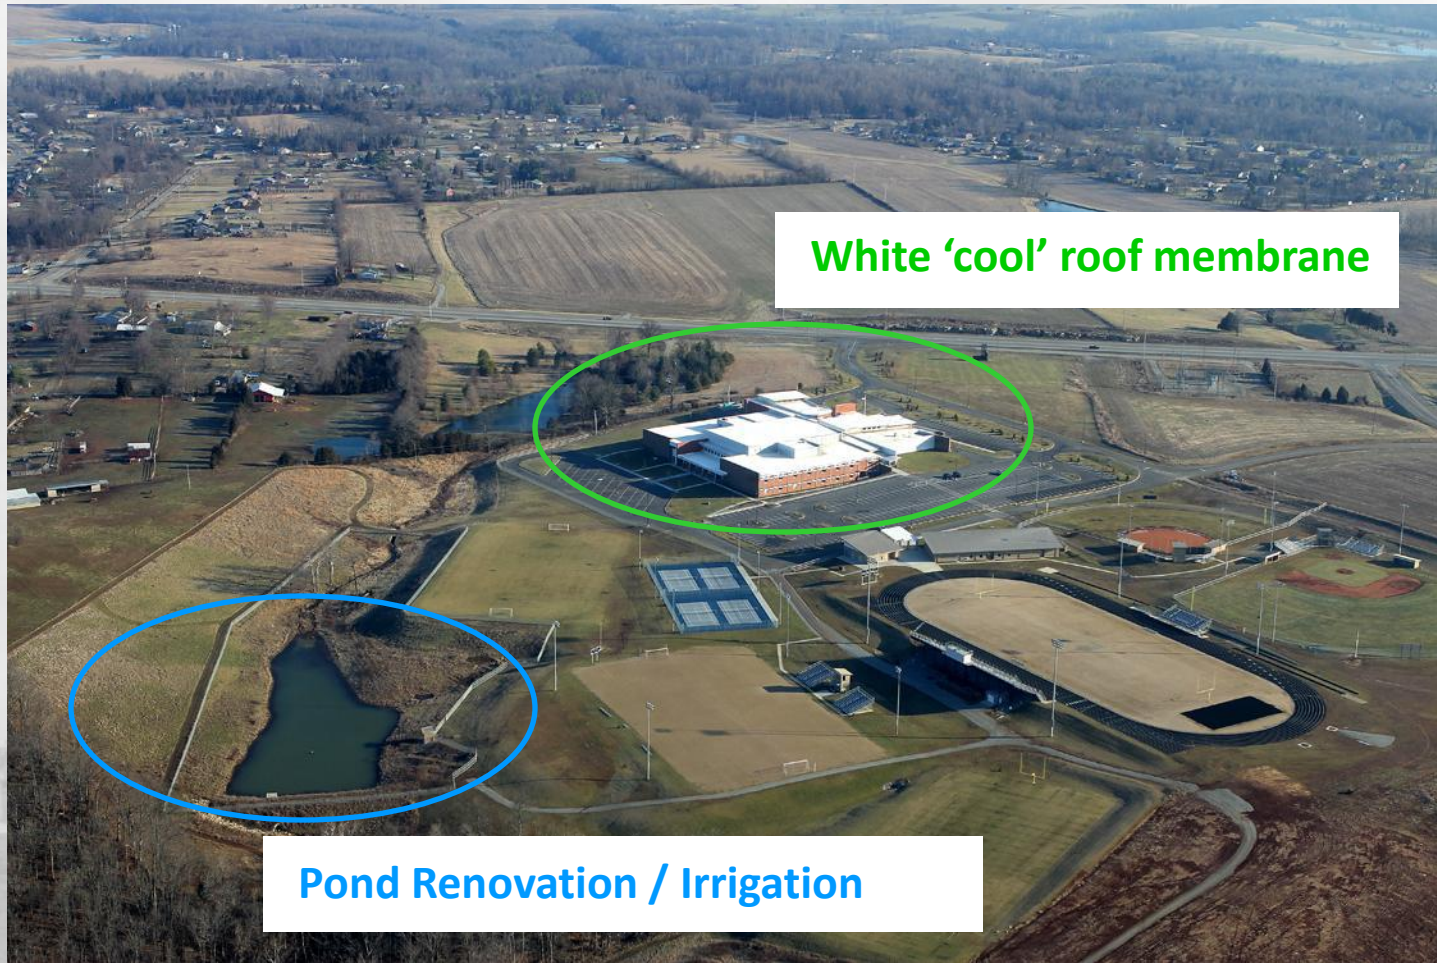 White ‘cool’ roof membrane
Pond Renovation / Irrigation